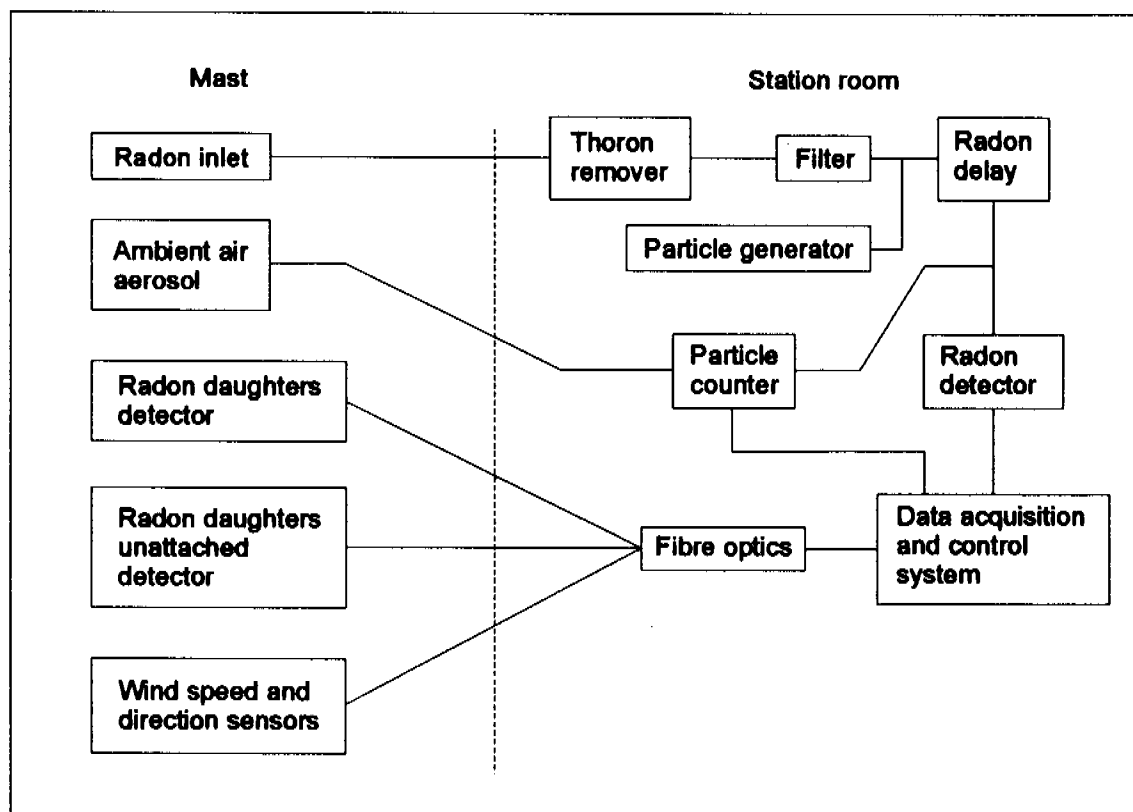 Mast
Station room
Radon inlet
Thoron
remover
Filter
Radon
delay
Particle generator
Ambient air
aerosol
Particle
counter
Radon
detector
Radon daughters
detector
Radon daughters
unattached
detector
Fibre optics
Data acquisition
and control
system
Wind speed and
direction sensors